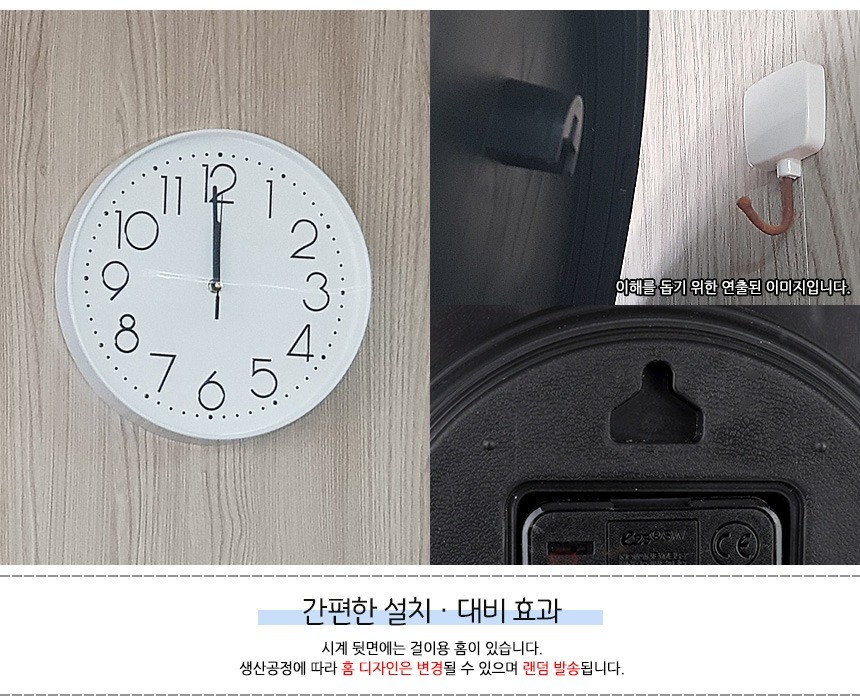 12
11
1
10
2
9
3
8
4
7
5
6
이해를 돕기 위한 연출된 이미지입니다.
CE
간편한 설치 · 대비 효과
시계 뒷면에는 걸이용 홈이 있습니다.
생산공정에 따라 홈 디자인은 변경될 수 있으며 랜덤 발송됩니다.